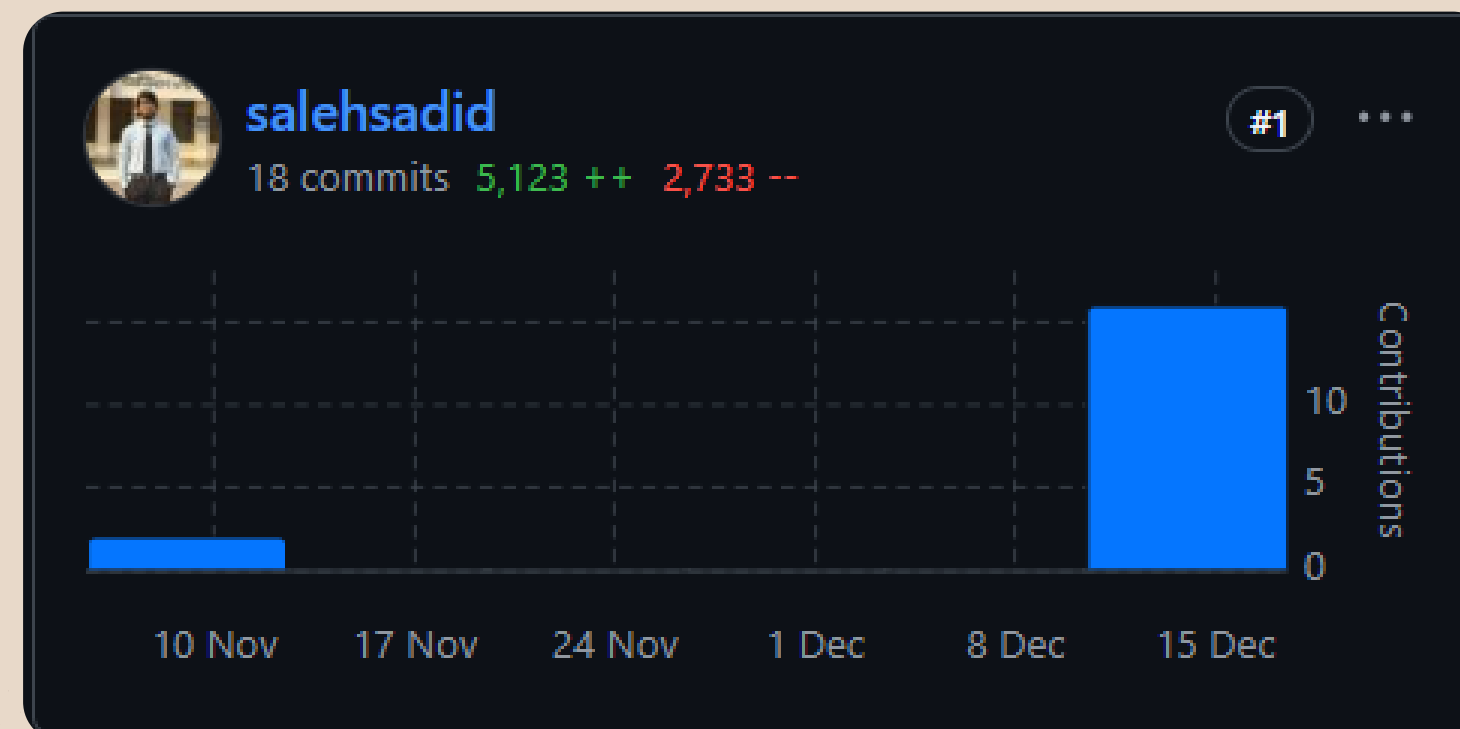 salehsadid
#1
18 commits 5,123 ++ 2,733 --
10
5
0
Contributions
10 Nov 17 Nov 24 Nov 1 Dec 8 Dec 15 Dec